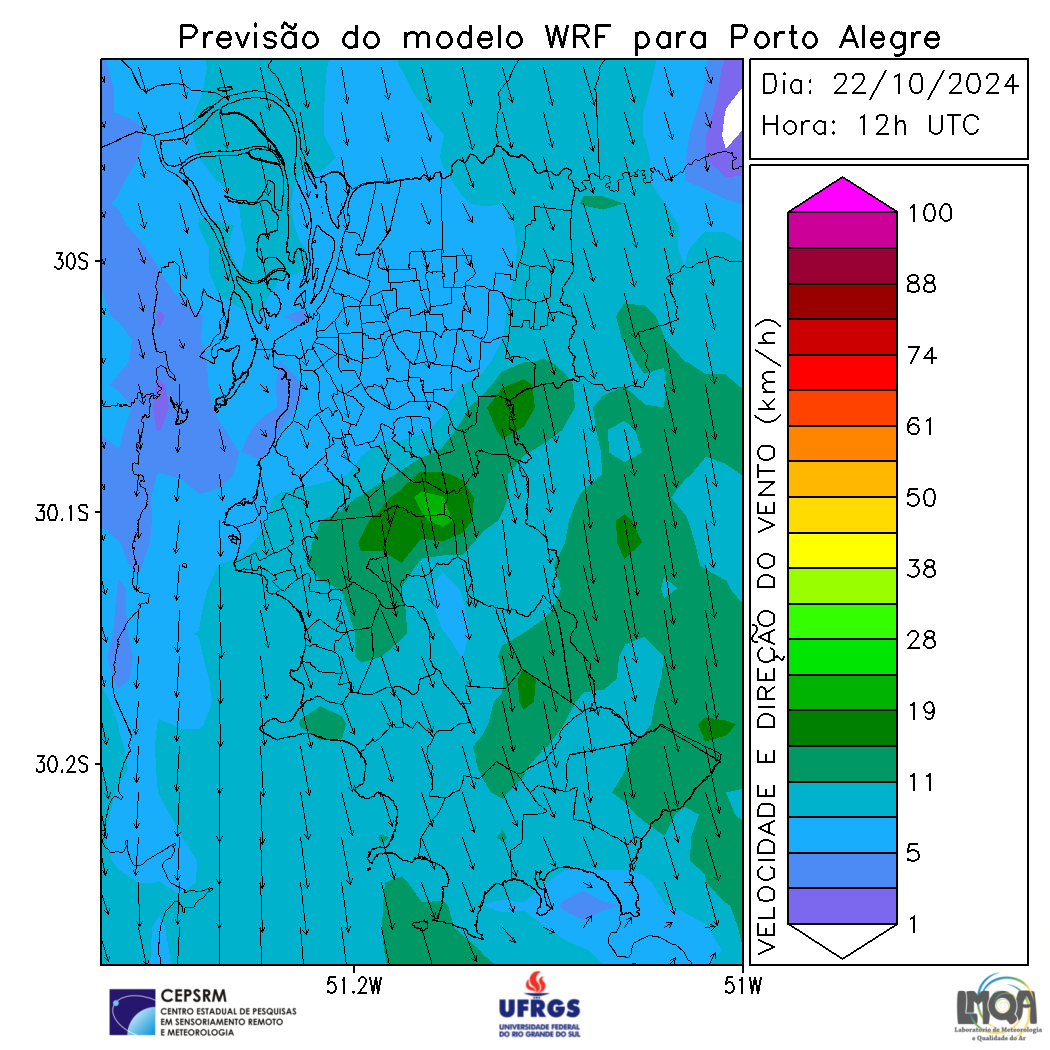 Previsão do modelo WRF para Porto Alegre
Dia: 22/10/2024
Hora: 12h UTC
30S
30.1S
30.2S
51.2W
51W
VELOCIDADE E DIREÇÃO DO VENTO (km/h)
100
88
74
61
50
38
28
19
11
5
1
CEPSRM
CENTRO ESTADUAL DE PESQUISAS
EM SENSORIAMENTO REMOTO
E METEOROLOGIA
UFRGS
UNIVERSIDADE FEDERAL
DO RIO GRANDE DO SUL
LMQA
Laboratório de Meteorologia
e Qualidade do Ar